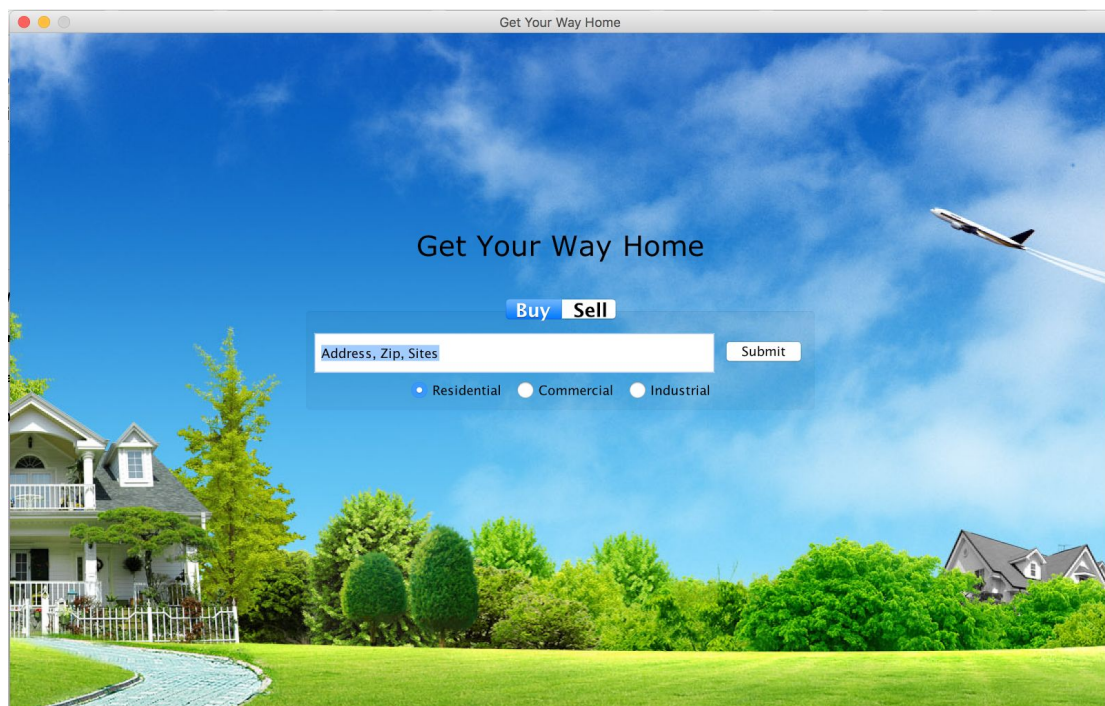 Get Your Way Home
Get Your Way Home
Buy Sell
Address, Zip, Sites
Submit
Residential Commercial Industrial